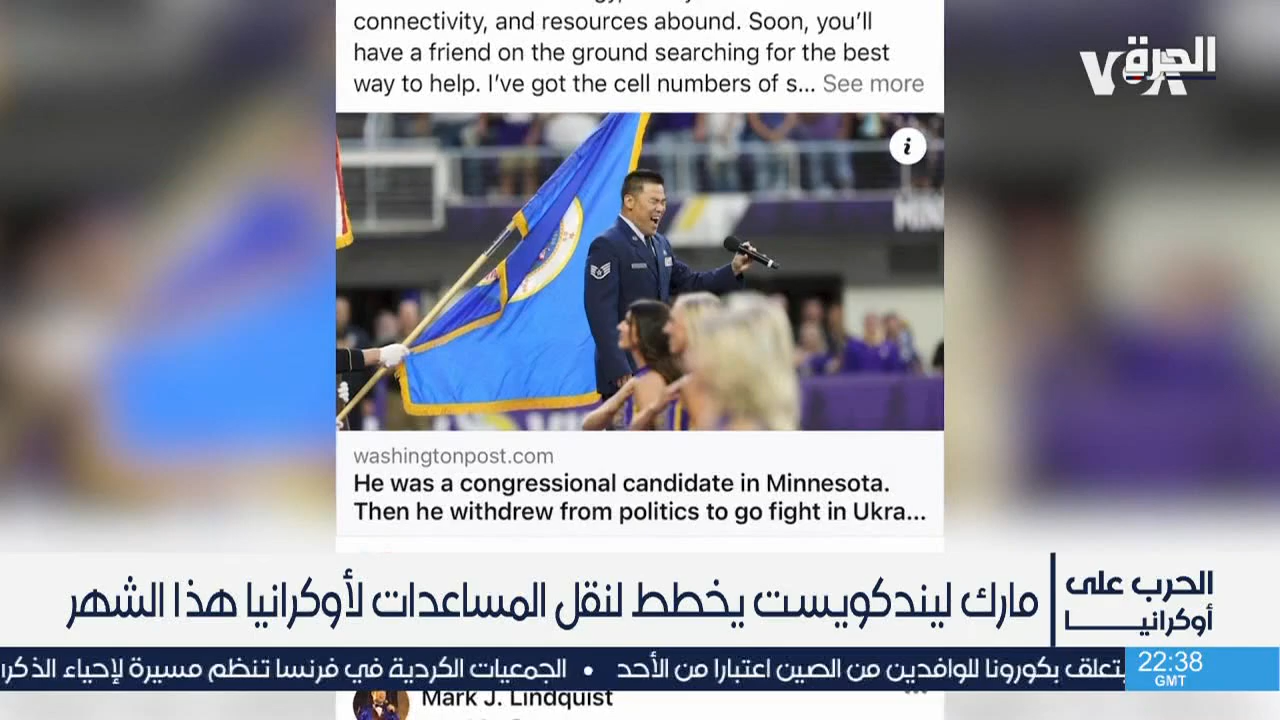 connectivity, and resources abound. Soon, you’ll
have a friend on the ground searching for the best
way to help. I’ve got the cell numbers of s... See more
الحرة
VOA
i
MIN
washingtonpost.com
He was a congressional candidate in Minnesota.
Then he withdrew from politics to go fight in Ukra...
الحرب على
أوكرانيـــا
مارك ليندكويست يخطط لنقل المساعدات لأوكرانيا هذا الشهر
يتعلق بكورونا للوافدين من الصين اعتبارا من الأحد • الجمعيات الكردية في فرنسا تنظم مسيرة لإحياء الذكر
22:38
GMT
Mark J. Lindquist